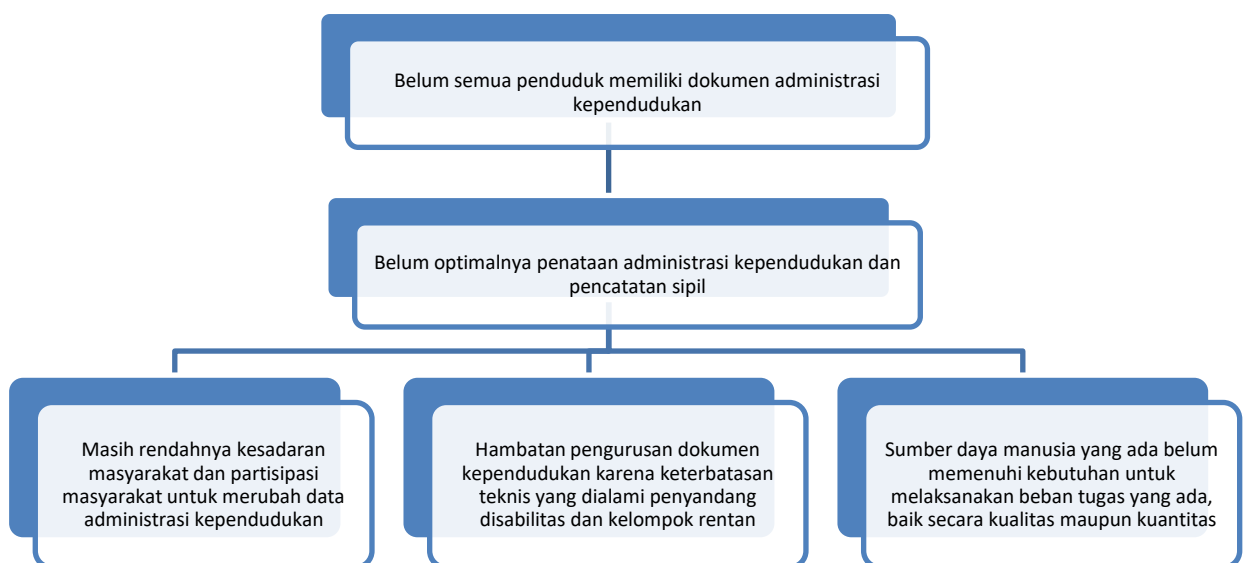 Belum semua penduduk memiliki dokumen administrasi
kependudukan
Belum optimalnya penataan administrasi kependudukan dan
pencatatan sipil
Masih rendahnya kesadaran
masyarakat dan partisipasi
masyarakat untuk merubah data
administrasi kependudukan
Hambatan pengurusan dokumen
kependudukan karena keterbatasan
teknis yang dialami penyandang
disabilitas dan kelompok rentan
Sumber daya manusia yang ada belum
memenuhi kebutuhan untuk
melaksanakan beban tugas yang ada,
baik secara kualitas maupun kuantitas